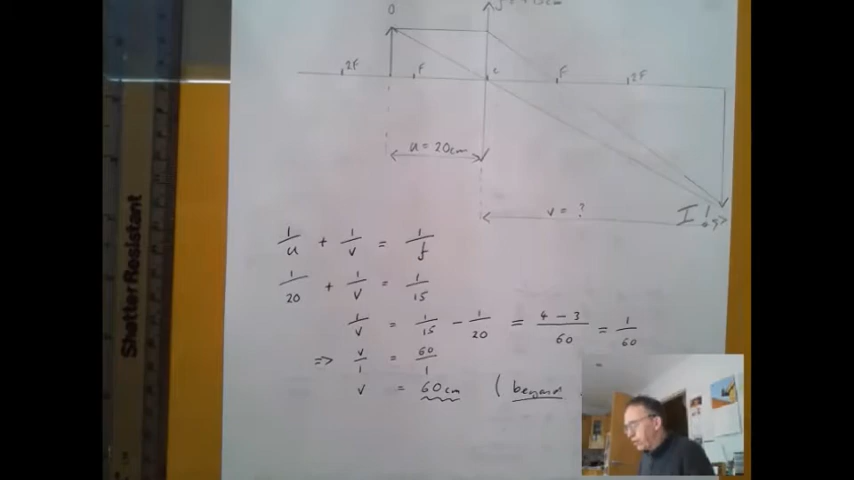 O
f = +15cm
2F F C F 2F
u = 20cm
v = ?
I
1/u + 1/v = 1/f
1/20 + 1/v = 1/15
1/v = 1/15 - 1/20 = 4 - 3/60 = 1/60
=> v/1 = 60/1
v = 60cm (beyond
Shatter Resistant